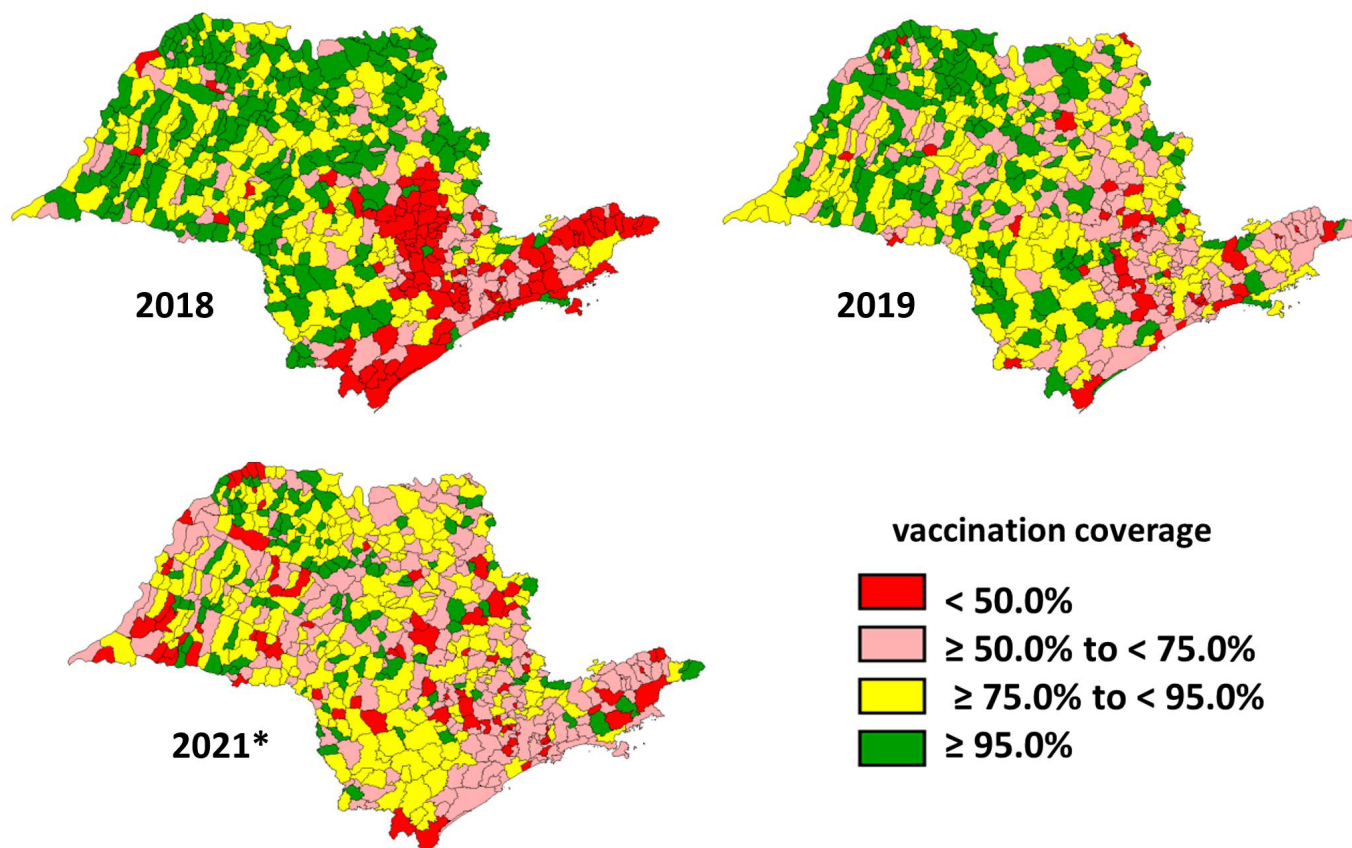 2018
2019
2021*
vaccination coverage
< 50.0%
≥ 50.0% to < 75.0%
≥ 75.0% to < 95.0%
≥ 95.0%